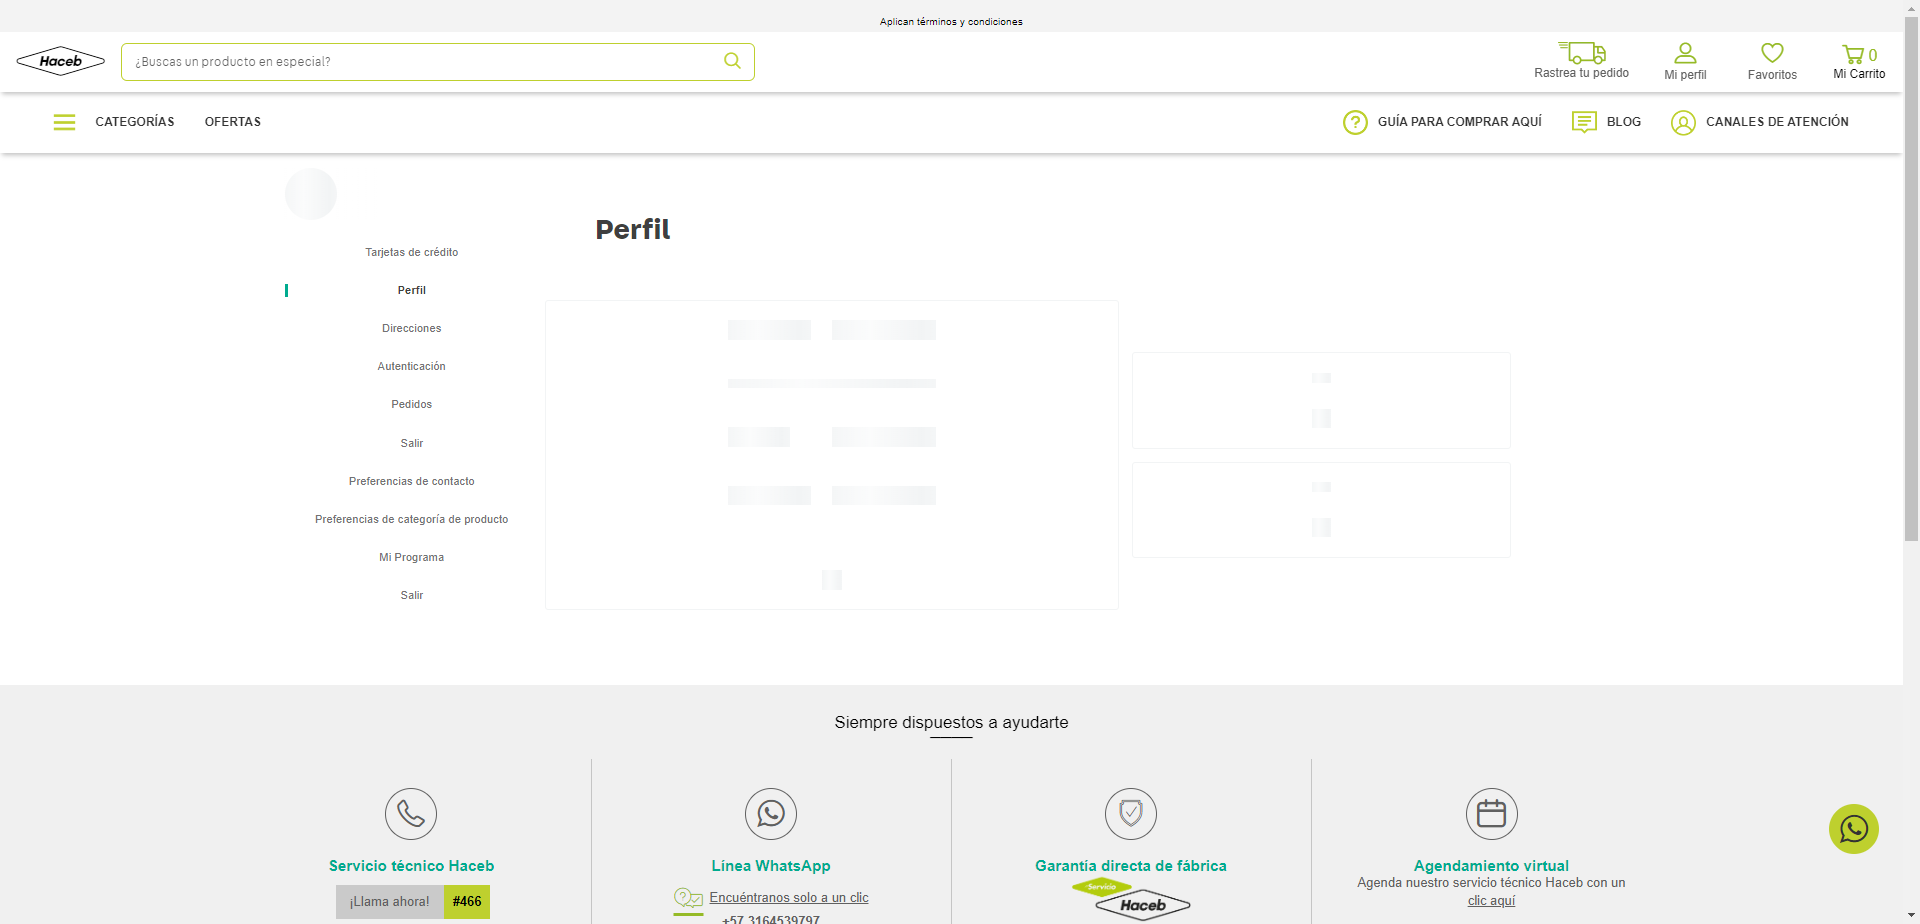 Aplican términos y condiciones
Haceb
¿Buscas un producto en especial?
Rastrea tu pedido
Mi perfil
Favoritos
0
Mi Carrito
CATEGORÍAS
OFERTAS
GUÍA PARA COMPRAR AQUÍ
BLOG
CANALES DE ATENCIÓN
Perfil
Tarjetas de crédito
Perfil
Direcciones
Autenticación
Pedidos
Salir
Preferencias de contacto
Preferencias de categoría de producto
Mi Programa
Salir
Siempre dispuestos a ayudarte
Servicio técnico Haceb
¡Llama ahora! #466
Línea WhatsApp
Encuéntranos solo a un clic
+57 3164539797
Garantía directa de fábrica
Servicio
Haceb
Agendamiento virtual
Agenda nuestro servicio técnico Haceb con un
clic aquí